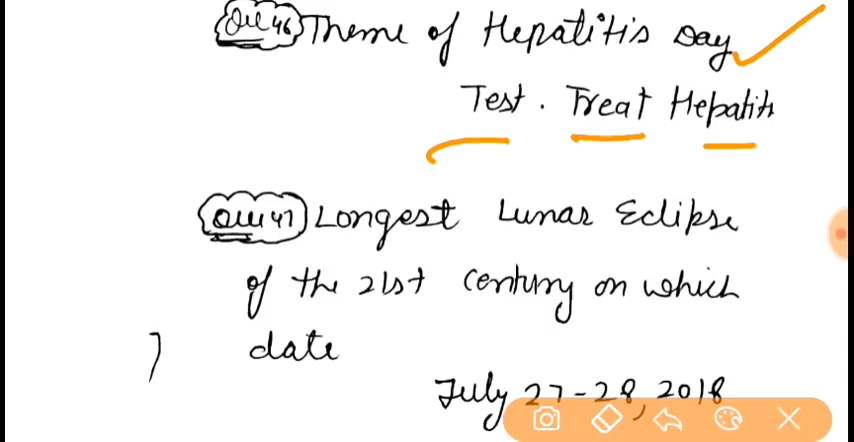 Que 46 Theme of Hepatitis Day
Test. Treat Hepatitis
Que 47 Longest Lunar Eclipse
of the 21st century on which
date
July 27-28, 2018